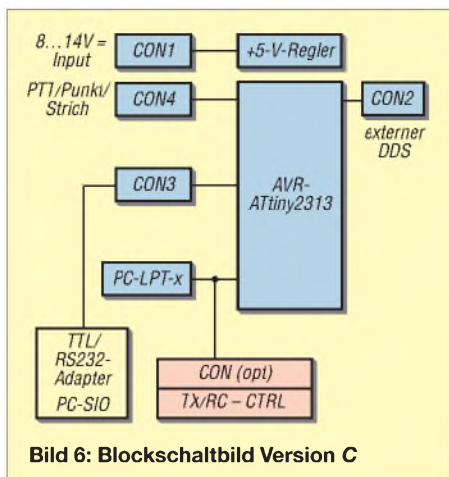 8...14V =
Input
CON1
+5-V-Regler
PTT/Punkt/
Strich
CON4
CON2
externer
DDS
AVR-
ATtiny2313
CON3
PC-LPT-x
TTL/
RS232-
Adapter
PC-SIO
CON (opt)
TX/RC – CTRL
Bild 6: Blockschaltbild Version C